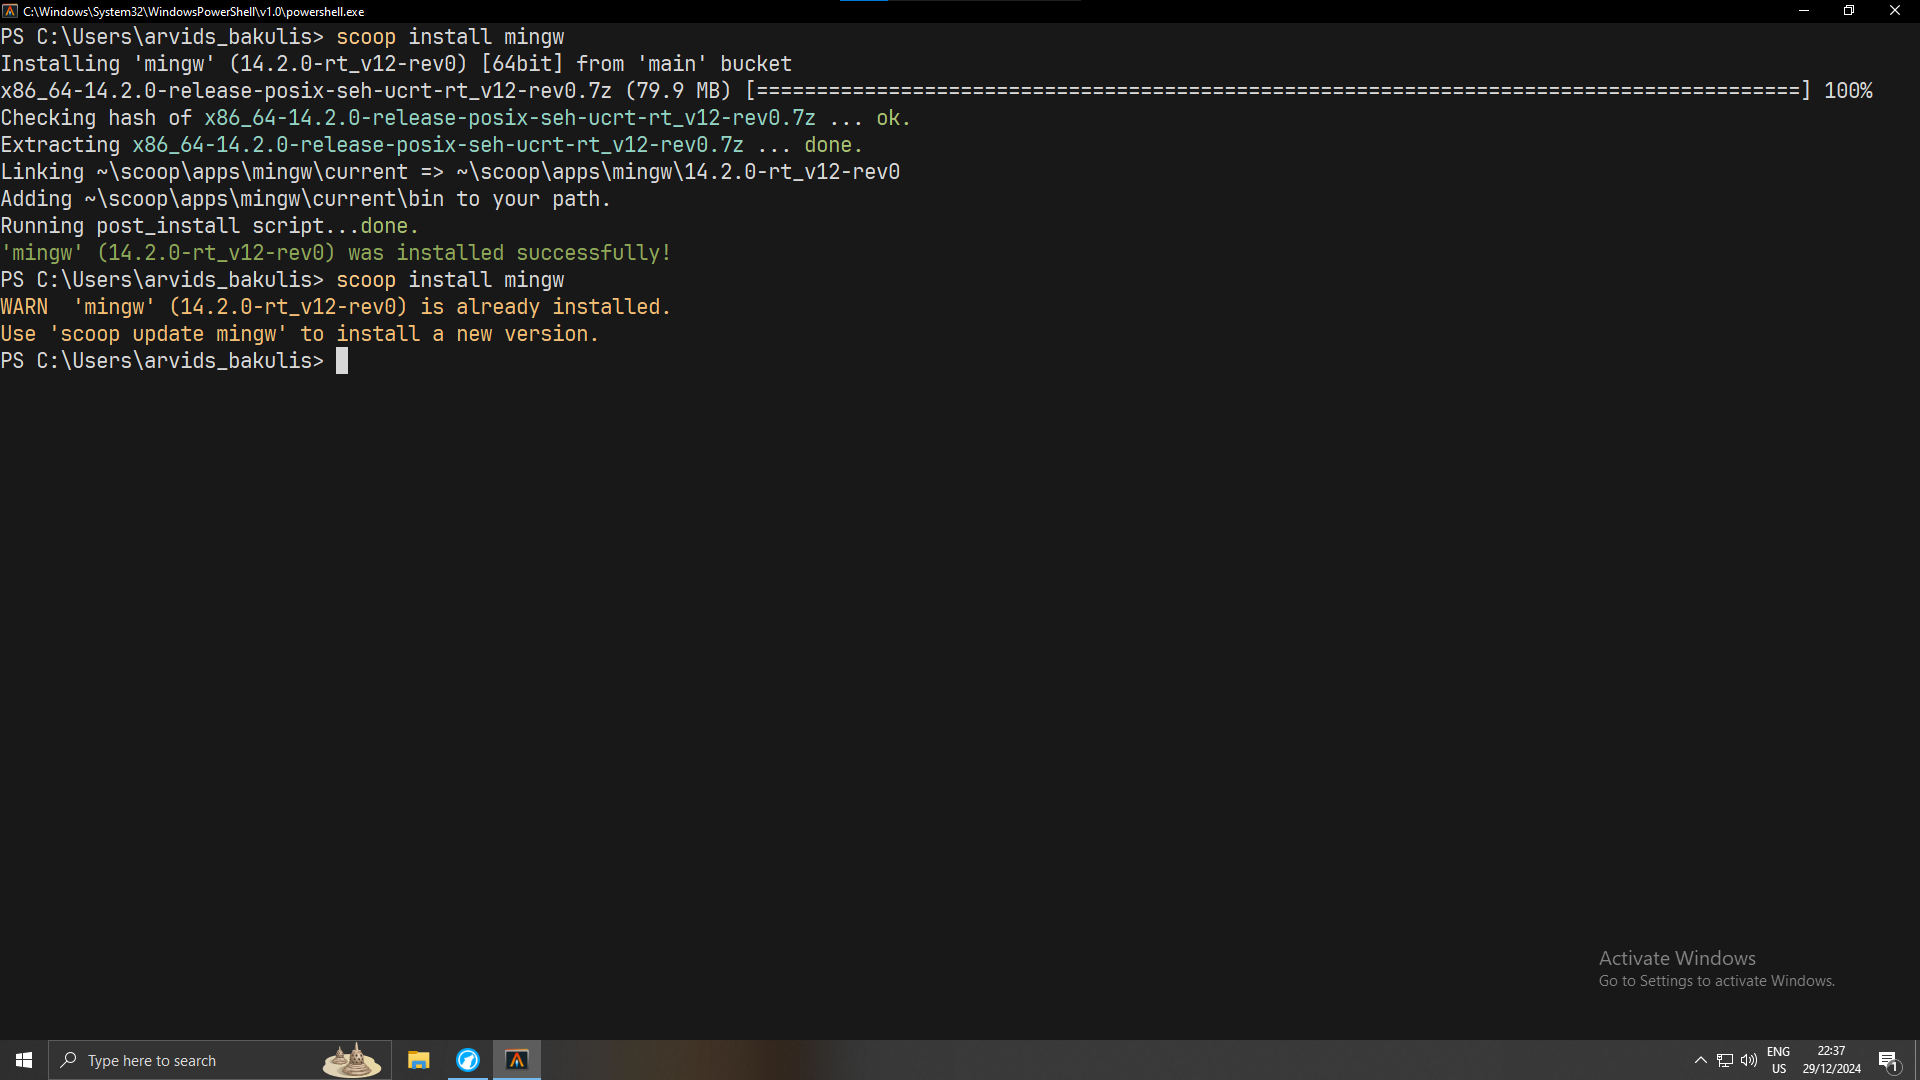 C:\Windows\System32\WindowsPowerShell\v1.0\powershell.exe
PS C:\Users\arvids_bakulis> scoop install mingw
Installing 'mingw' (14.2.0-rt_v12-rev0) [64bit] from 'main' bucket
x86_64-14.2.0-release-posix-seh-ucrt-rt_v12-rev0.7z (79.9 MB) [=======================================================================================] 100%
Checking hash of x86_64-14.2.0-release-posix-seh-ucrt-rt_v12-rev0.7z ... ok.
Extracting x86_64-14.2.0-release-posix-seh-ucrt-rt_v12-rev0.7z ... done.
Linking ~\scoop\apps\mingw\current => ~\scoop\apps\mingw\14.2.0-rt_v12-rev0
Adding ~\scoop\apps\mingw\current\bin to your path.
Running post_install script...done.
'mingw' (14.2.0-rt_v12-rev0) was installed successfully!
PS C:\Users\arvids_bakulis> scoop install mingw
WARN  'mingw' (14.2.0-rt_v12-rev0) is already installed.
Use 'scoop update mingw' to install a new version.
PS C:\Users\arvids_bakulis>
Activate Windows
Go to Settings to activate Windows.
Type here to search
ENG
US
22:37
29/12/2024
1